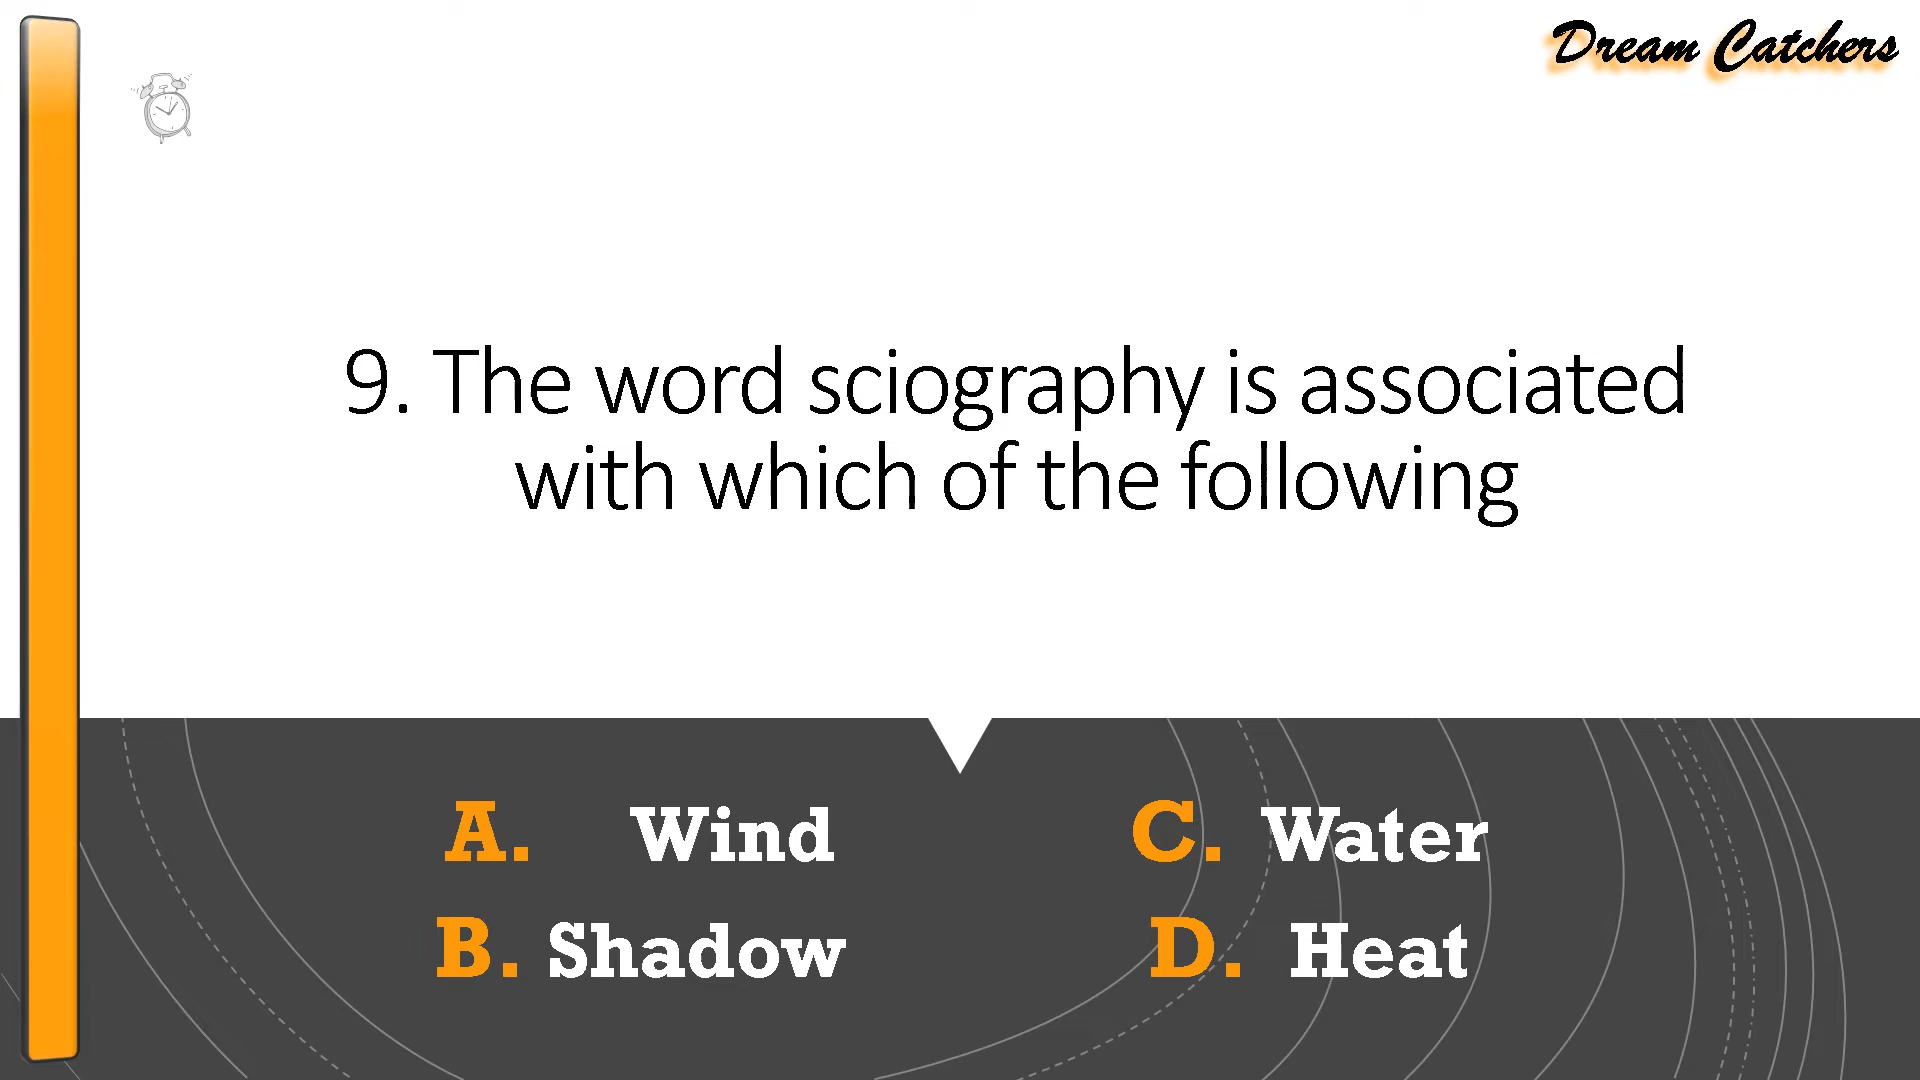 Dream Catchers
9. The word sciography is associated
with which of the following
A. Wind
C. Water
B. Shadow
D. Heat